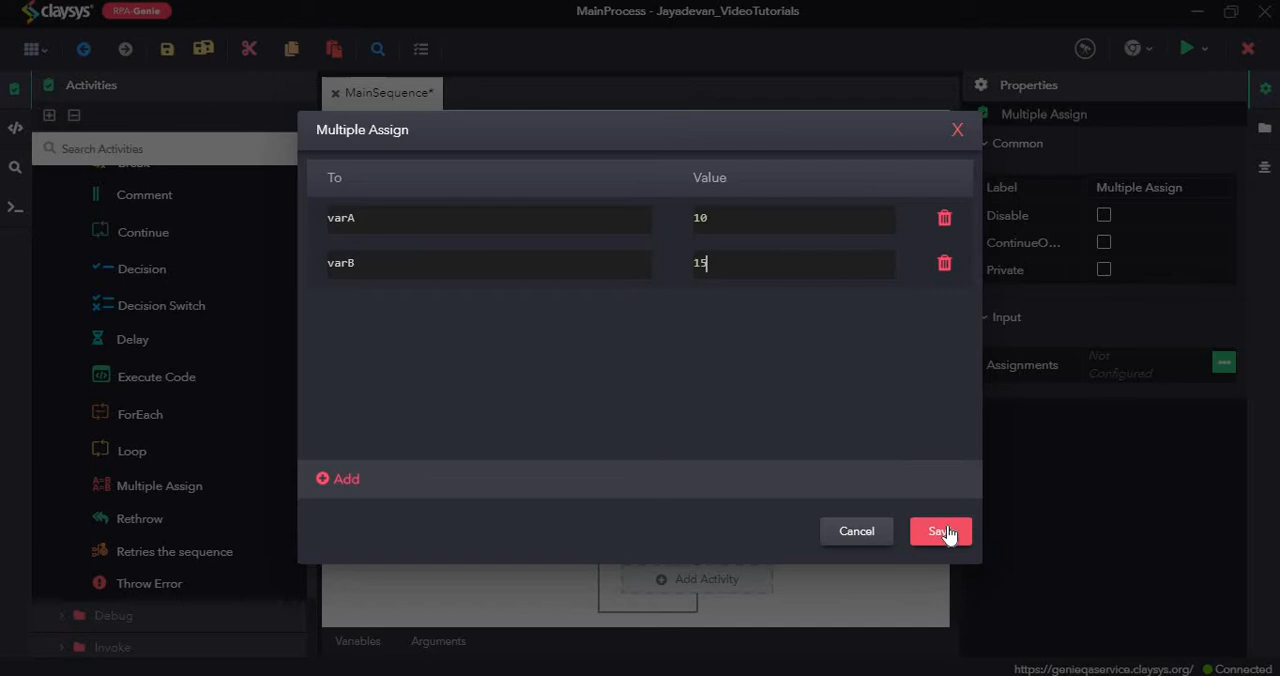 claysys RPA-Genie MainProcess - Jayadevan_VideoTutorials
Activities
Search Activities
Break
Comment
Continue
Decision
Decision Switch
Delay
Execute Code
ForEach
Loop
Multiple Assign
Rethrow
Retries the sequence
Throw Error
Debug
Invoke
MainSequence*
Multiple Assign X
To Value
varA 10
varB 15
Add
Cancel
Add Activity
Variables Arguments
Properties
Multiple Assign
Common
Label Multiple Assign
Disable
ContinueO...
Private
Input
Assignments Not Configured
https://genieqaservice.claysys.org/ Connected